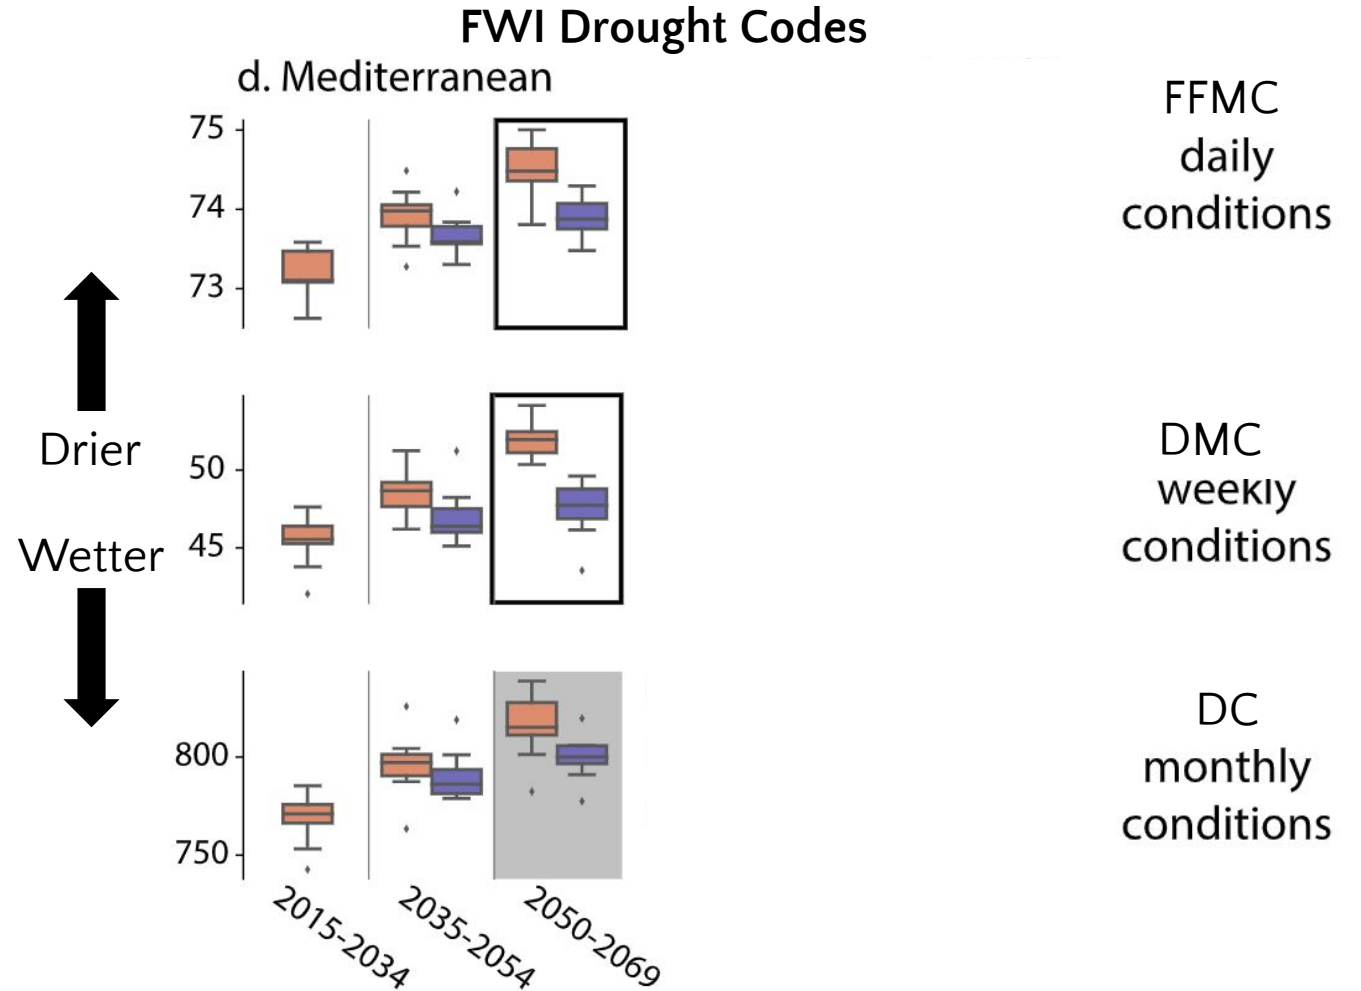 FWI Drought Codes
d. Mediterranean
75
74
73
FFMC
daily
conditions
Drier
Wetter
50
45
DMC
weekly
conditions
800
750
DC
monthly
conditions
2015-2034
2035-2054
2050-2069